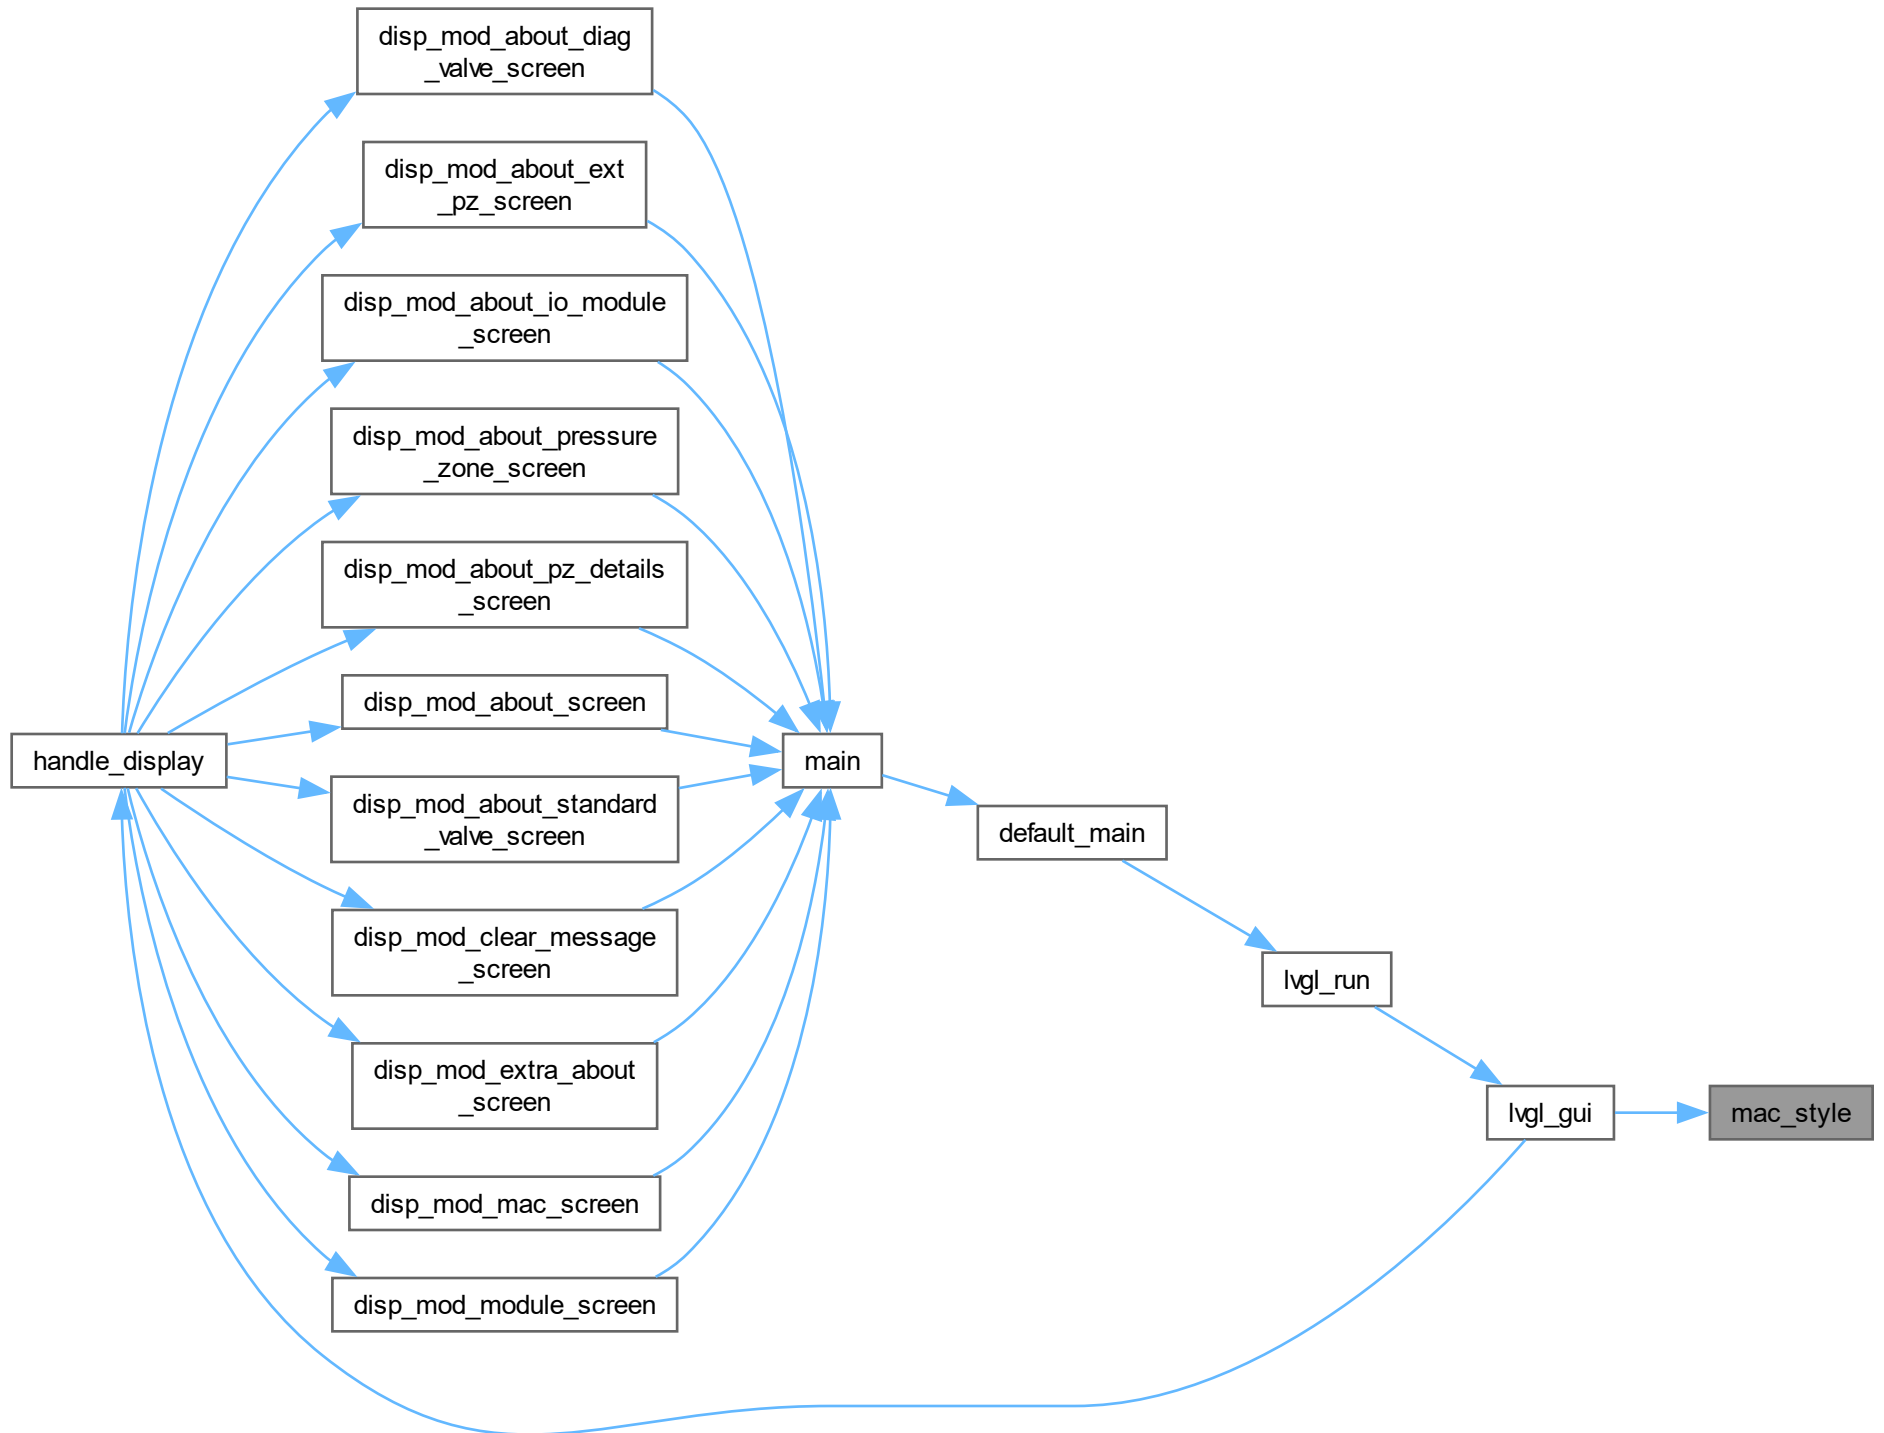 disp_mod_about_diag
_valve_screen
disp_mod_about_ext
_pz_screen
disp_mod_about_io_module
_screen
disp_mod_about_pressure
_zone_screen
disp_mod_about_pz_details
_screen
disp_mod_about_screen
handle_display
main
disp_mod_about_standard
_valve_screen
default_main
disp_mod_clear_message
_screen
lvgl_run
disp_mod_extra_about
_screen
lvgl_gui
mac_style
disp_mod_mac_screen
disp_mod_module_screen